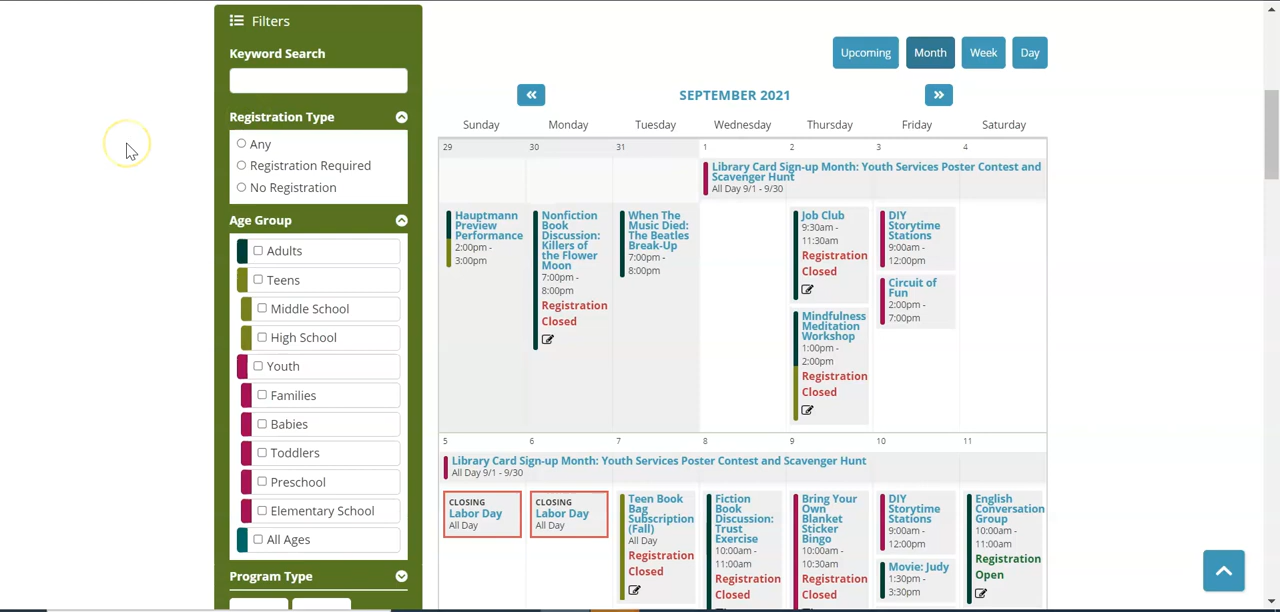 Filters
Keyword Search
Registration Type
Any
Registration Required
No Registration
Age Group
Adults
Teens
Middle School
High School
Youth
Families
Babies
Toddlers
Preschool
Elementary School
All Ages
Program Type
Upcoming
Month
Week
Day
«
SEPTEMBER 2021
»
Sunday
Monday
Tuesday
Wednesday
Thursday
Friday
Saturday
29
30
31
1
2
3
4
Library Card Sign-up Month: Youth Services Poster Contest and
Scavenger Hunt
All Day 9/1 - 9/30
Hauptmann
Preview
Performance
2:00pm -
3:00pm
Nonfiction
Book
Discussion:
Killers of
the Flower
Moon
7:00pm -
8:00pm
Registration
Closed
When The
Music Died:
The Beatles
Break-Up
7:00pm -
8:00pm
Job Club
9:30am -
11:30am
Registration
Closed
Mindfulness
Meditation
Workshop
1:00pm -
2:00pm
Registration
Closed
DIY
Storytime
Stations
9:00am -
12:00pm
Circuit of
Fun
2:00pm -
7:00pm
5
6
7
8
9
10
11
Library Card Sign-up Month: Youth Services Poster Contest and Scavenger Hunt
All Day 9/1 - 9/30
CLOSING
Labor Day
All Day
CLOSING
Labor Day
All Day
Teen Book
Bag
Subscription
(Fall)
All Day
Registration
Closed
Fiction
Book
Discussion:
Trust
Exercise
10:00am -
11:00am
Registration
Closed
Bring Your
Own
Blanket
Sticker
Bingo
10:00am -
10:30am
Registration
Closed
DIY
Storytime
Stations
9:00am -
12:00pm
Movie: Judy
1:30pm -
3:30pm
English
Conversation
Group
10:00am -
11:00am
Registration
Open